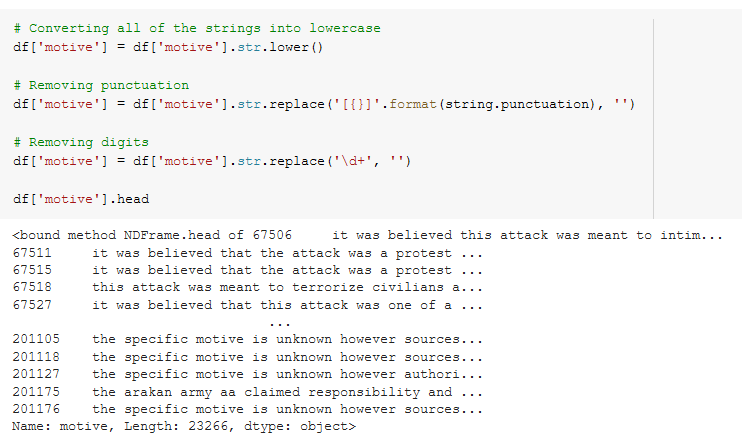 # Converting all of the strings into lowercase
df['motive'] = df['motive'].str.lower()
# Removing punctuation
df['motive'] = df['motive'].str.replace('[{}]'.format(string.punctuation), '')
# Removing digits
df['motive'] = df['motive'].str.replace('\d+', '')
df['motive'].head
<bound method NDFrame.head of 67506     it was believed this attack was meant to intim...
67511     it was believed that the attack was a protest ...
67515     it was believed that the attack was a protest ...
67518     this attack was meant to terrorize civilians a...
67527     it was believed that this attack was one of a ...
...
201105    the specific motive is unknown however sources...
201118    the specific motive is unknown however sources...
201127    the specific motive is unknown however authori...
201175    the arakan army aa claimed responsibility and ...
201176    the specific motive is unknown however sources...
Name: motive, Length: 23266, dtype: object>